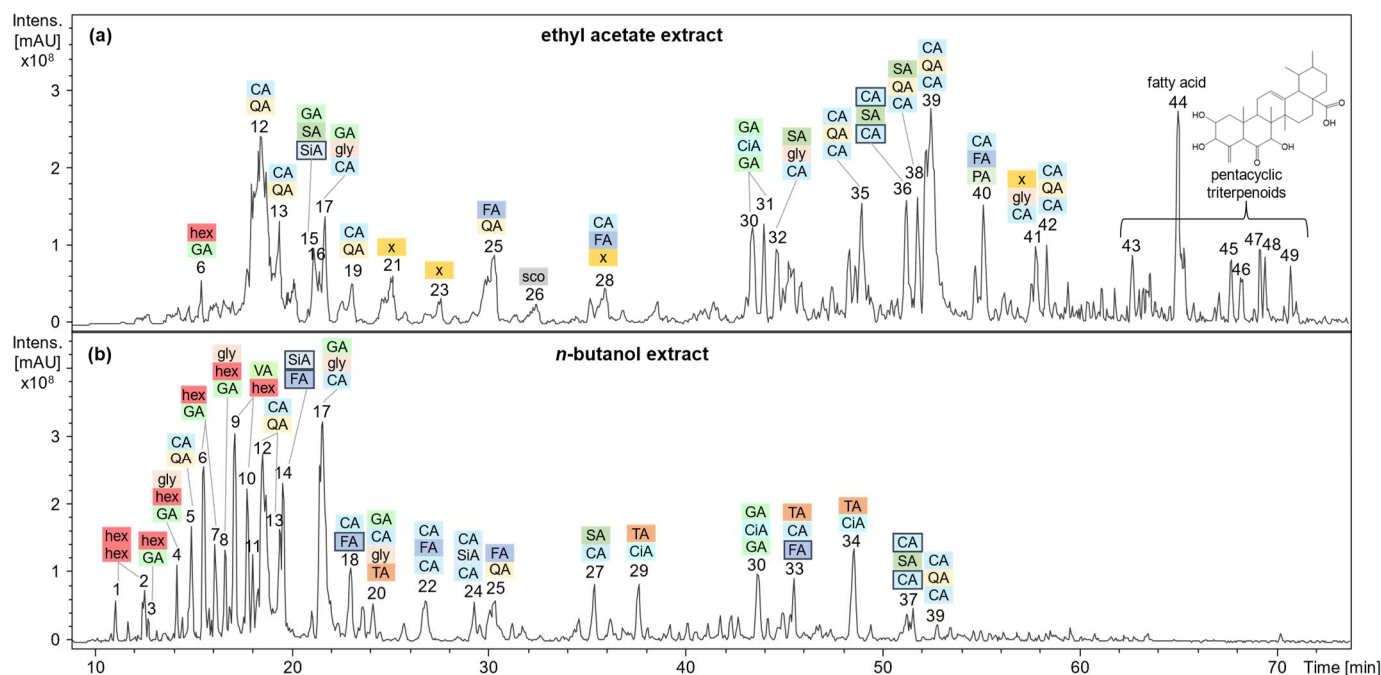 Intens.
[mAU]
x10⁸
(a)
ethyl acetate extract
3
2
1
0
hex
GA
6
CA
QA
12
CA
QA
13
GA
SA
SiA
15
16
GA
gly
CA
17
CA
QA
19
x
21
x
23
FA
QA
25
sco
26
CA
FA
x
28
GA
CiA
GA
30
31
SA
gly
CA
32
CA
QA
CA
35
CA
SA
CA
36
SA
QA
CA
38
CA
QA
CA
39
CA
FA
PA
40
x
gly
CA
41
CA
QA
CA
42
43
fatty acid
44
HO
HO
O
OH
O
OH
pentacyclic
triterpenoids
45
46
47
48
49
Intens.
[mAU]
x10⁸
(b)
n-butanol extract
3
2
1
0
hex
hex
1
2
hex
GA
3
gly
hex
GA
4
CA
QA
5
hex
GA
6
7
gly
hex
GA
8
VA
hex
9
10
11
CA
QA
12
13
SiA
FA
14
GA
gly
CA
17
CA
FA
18
GA
CA
gly
TA
20
CA
FA
CA
22
CA
SiA
CA
24
FA
QA
25
SA
CA
27
TA
CiA
29
GA
CiA
GA
30
TA
CA
FA
33
TA
CiA
34
CA
SA
CA
37
CA
QA
CA
39
10 20 30 40 50 60 70 Time [min]